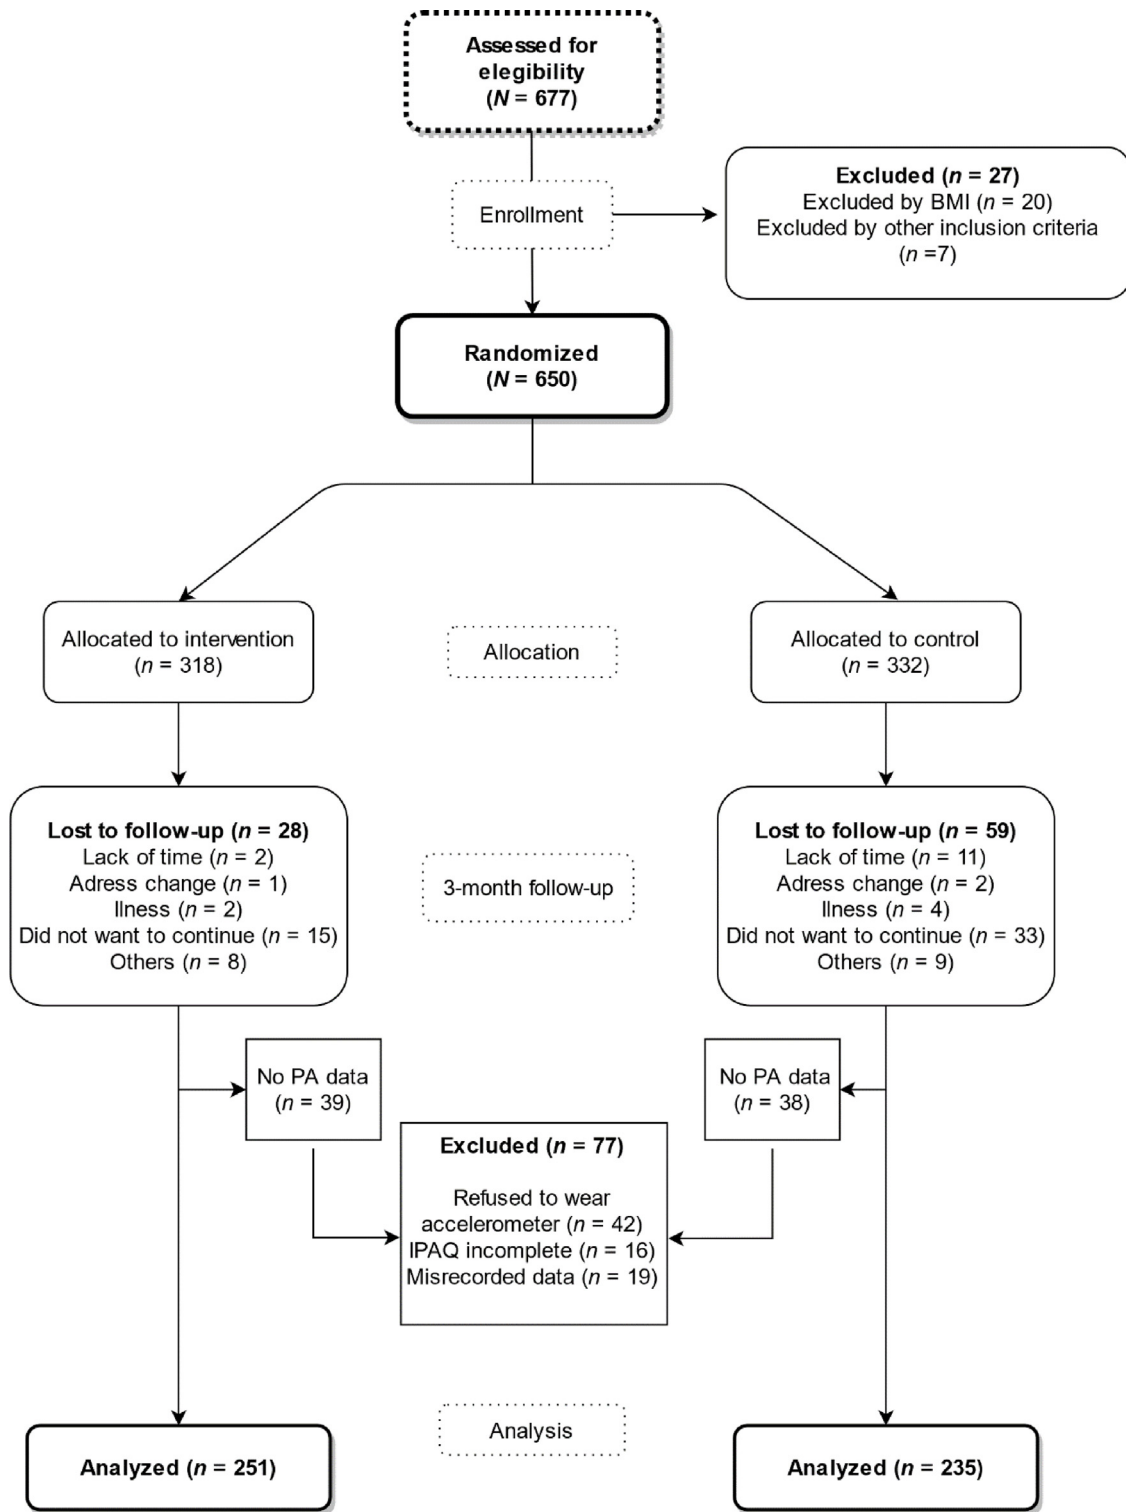 Assessed for
elegibility
(N = 677)
Enrollment
Excluded (n = 27)
Excluded by BMI (n = 20)
Excluded by other inclusion criteria
(n =7)
Randomized
(N = 650)
Allocated to intervention
(n = 318)
Allocation
Allocated to control
(n = 332)
Lost to follow-up (n = 28)
Lack of time (n = 2)
Adress change (n = 1)
Ilness (n = 2)
Did not want to continue (n = 15)
Others (n = 8)
3-month follow-up
Lost to follow-up (n = 59)
Lack of time (n = 11)
Adress change (n = 2)
Ilness (n = 4)
Did not want to continue (n = 33)
Others (n = 9)
No PA data
(n = 39)
No PA data
(n = 38)
Excluded (n = 77)
Refused to wear
accelerometer (n = 42)
IPAQ incomplete (n = 16)
Misrecorded data (n = 19)
Analysis
Analyzed (n = 251)
Analyzed (n = 235)